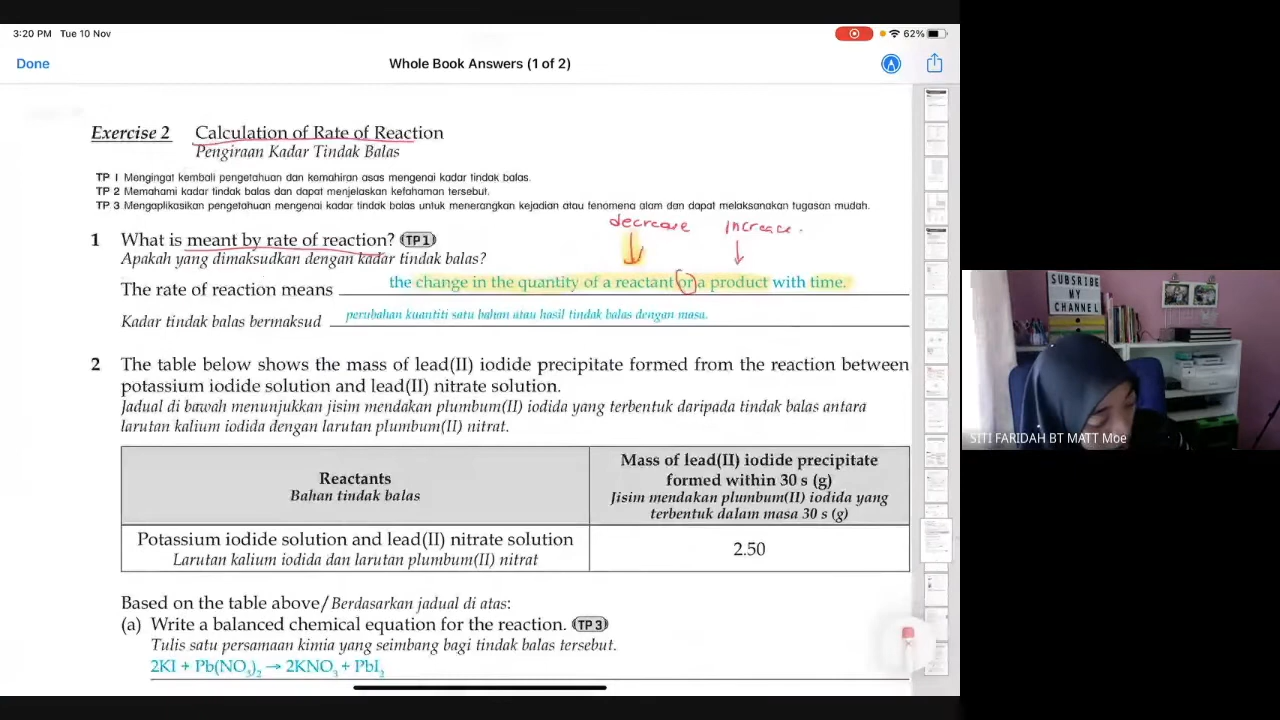 3:20 PM Tue 10 Nov
62%
Done
Whole Book Answers (1 of 2)
Exercise 2 Calculation of Rate of Reaction
Pengiraan Kadar Tindak Balas
TP 1 Mengingat kembali pengetahuan dan kemahiran asas mengenai kadar tindak balas.
TP 2 Memahami kadar tindak balas dan dapat menjelaskan kefahaman tersebut.
TP 3 Mengaplikasikan pengetahuan mengenai kadar tindak balas untuk menerangkan kejadian atau fenomena alam dan dapat melaksanakan tugasan mudah.
decrease increase.
1 What is meant by rate of reaction? TP 1
Apakah yang dimaksudkan dengan kadar tindak balas?
The rate of reaction means the change in the quantity of a reactant or a product with time.
Kadar tindak balas bermaksud perubahan kuantiti satu bahan atau hasil tindak balas dengan masa.
2 The table below shows the mass of lead(II) iodide precipitate formed from the reaction between
potassium iodide solution and lead(II) nitrate solution.
Jadual di bawah menunjukkan jisim mendakan plumbum(II) iodida yang terbentuk daripada tindak balas antara
larutan kalium iodida dengan larutan plumbum(II) nitrat.
Reactants
Bahan tindak balas
Mass of lead(II) iodide precipitate
formed within 30 s (g)
Jisim mendakan plumbum(II) iodida yang
terbentuk dalam masa 30 s (g)
Potassium iodide solution and lead(II) nitrate solution
Larutan kalium iodida dan larutan plumbum(II) nitrat
2.50
Based on the table above/Berdasarkan jadual di atas:
(a) Write a balanced chemical equation for the reaction. TP 3
Tulis satu persamaan kimia yang seimbang bagi tindak balas tersebut.
2KI + Pb(NO₃)₂ → 2KNO₃ + PbI₂
SUBSCRIBE
MY
CHANNEL
SITI FARIDAH BT MATT Moe